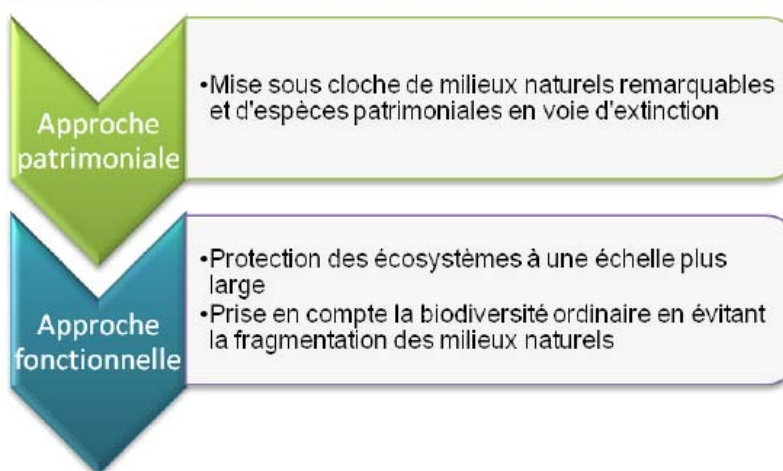 Approche
patrimoniale
•Mise sous cloche de milieux naturels remarquables
et d'espèces patrimoniales en voie d'extinction
Approche
fonctionnelle
•Protection des écosystèmes à une échelle plus
large
•Prise en compte la biodiversité ordinaire en évitant
la fragmentation des milieux naturels